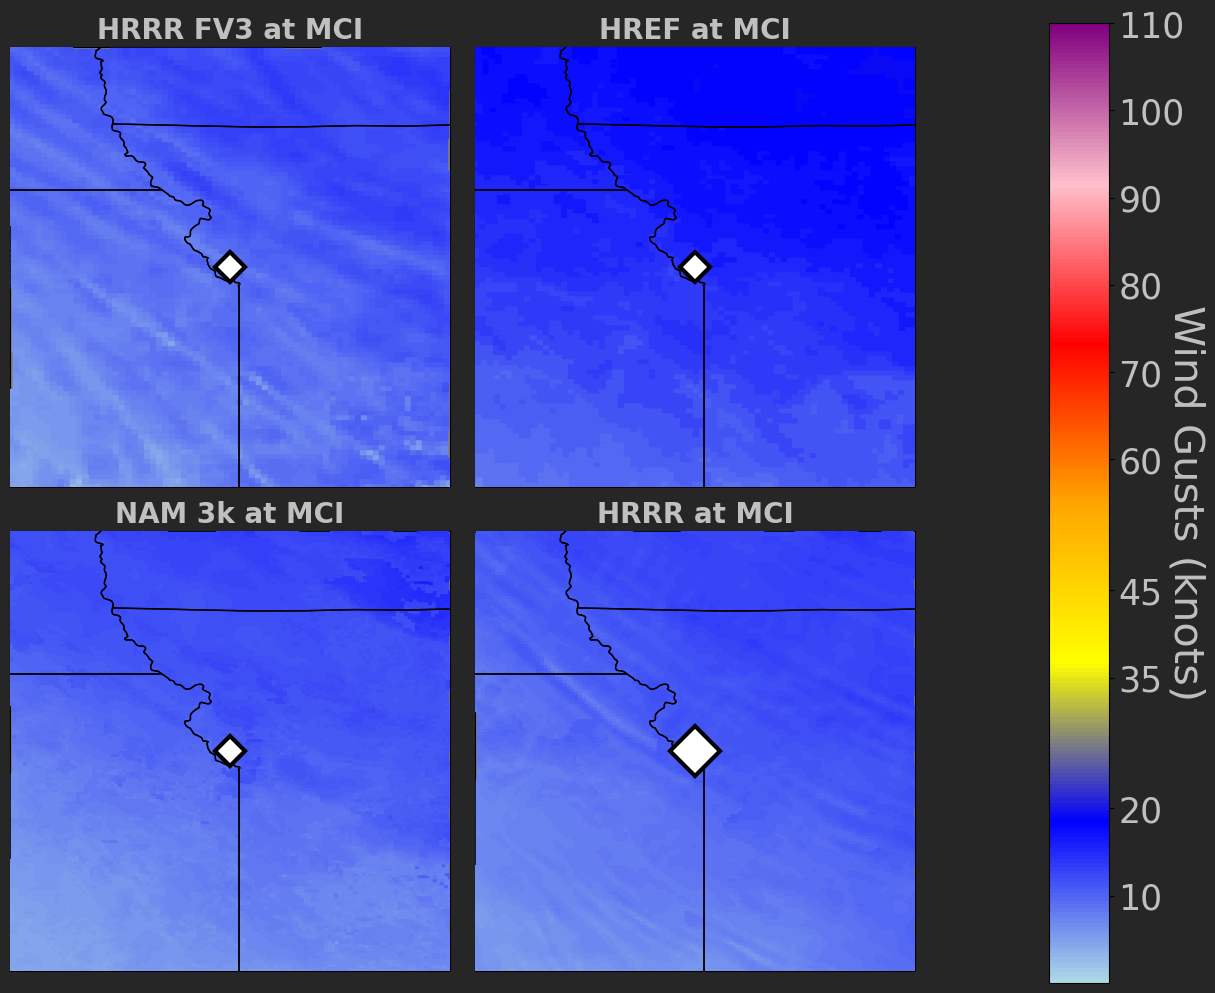 HRRR FV3 at MCI
HREF at MCI
NAM 3k at MCI
HRRR at MCI
110
100
90
80
70
60
45
35
20
10
Wind Gusts (knots)